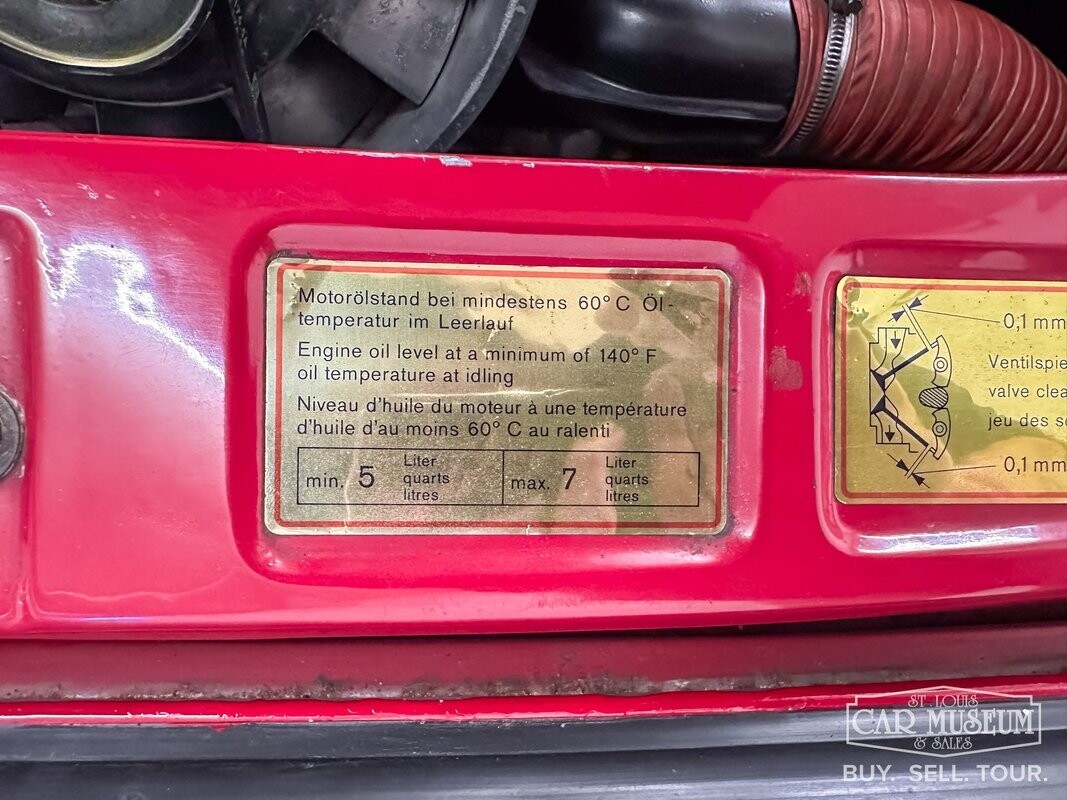 Motorölstand bei mindestens 60° C Öl-
temperatur im Leerlauf
Engine oil level at a minimum of 140° F
oil temperature at idling
Niveau d'huile du moteur à une température
d'huile d'au moins 60° C au ralenti
min. 5 Liter quarts litres
max. 7 Liter quarts litres
0,1 mm
Ventilspie
valve clea
jeu des so
0,1 mm
ST. LOUIS
CAR MUSEUM
& SALES
BUY. SELL. TOUR.